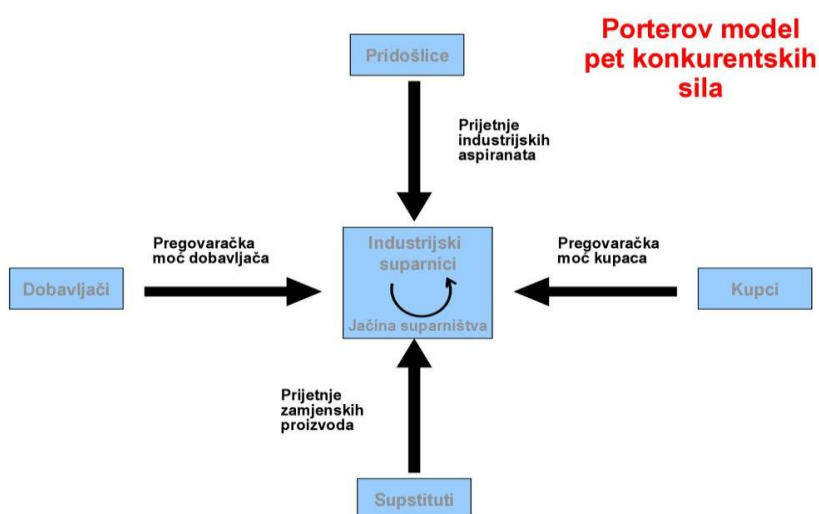 Porterov model
pet konkurentskih
sila
Pridošlice
Prijetnje
industrijskih
aspiranata
Pregovaračka
moć dobavljača
Industrijski
suparnici
Pregovaračka
moć kupaca
Dobavljači
Kupci
Jačina suparništva
Prijetnje
zamjenskih
proizvoda
Supstituti